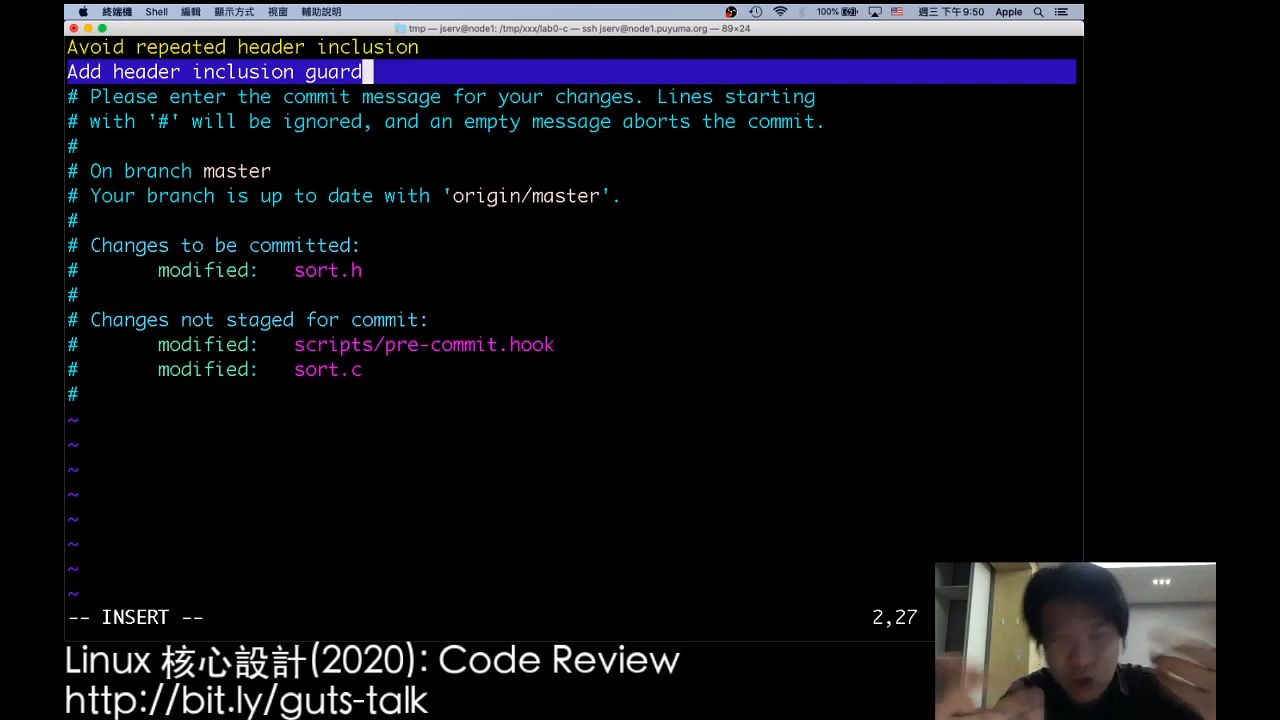 終端機 Shell 編輯 顯示方式 視窗 輔助說明 100% 週三下午9:50 Apple
tmp — jserv@node1: /tmp/xxx/lab0-c — ssh jserv@node1.puyuma.org — 89×24
Avoid repeated header inclusion
Add header inclusion guard
# Please enter the commit message for your changes. Lines starting
# with '#' will be ignored, and an empty message aborts the commit.
#
# On branch master
# Your branch is up to date with 'origin/master'.
#
# Changes to be committed:
# modified: sort.h
#
# Changes not staged for commit:
# modified: scripts/pre-commit.hook
# modified: sort.c
#
~
~
~
~
~
~
~
~
-- INSERT -- 2,27
Linux 核心設計(2020): Code Review
http://bit.ly/guts-talk